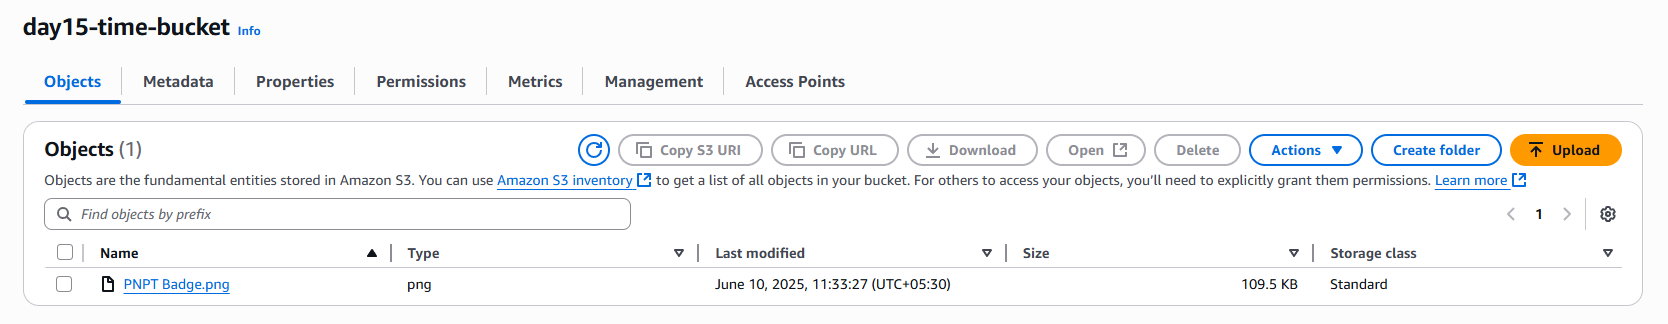 day15-time-bucket Info
Objects Metadata Properties Permissions Metrics Management Access Points
Objects (1) Copy S3 URI Copy URL Download Open Delete Actions Create folder Upload
Objects are the fundamental entities stored in Amazon S3. You can use Amazon S3 inventory to get a list of all objects in your bucket. For others to access your objects, you'll need to explicitly grant them permissions. Learn more
Find objects by prefix 1
Name Type Last modified Size Storage class
PNPT Badge.png png June 10, 2025, 11:33:27 (UTC+05:30) 109.5 KB Standard